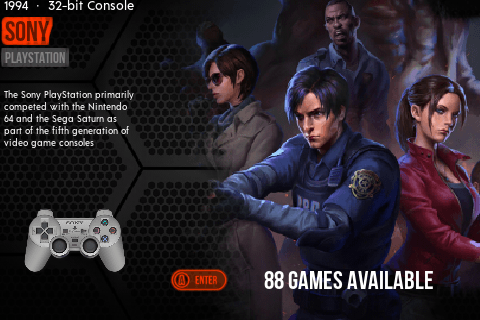 1994 · 32-bit Console
SONY
PLAYSTATION
The Sony PlayStation primarily
competed with the Nintendo
64 and the Sega Saturn as
part of the fifth generation of
video game consoles
SONY
A ENTER
88 GAMES AVAILABLE